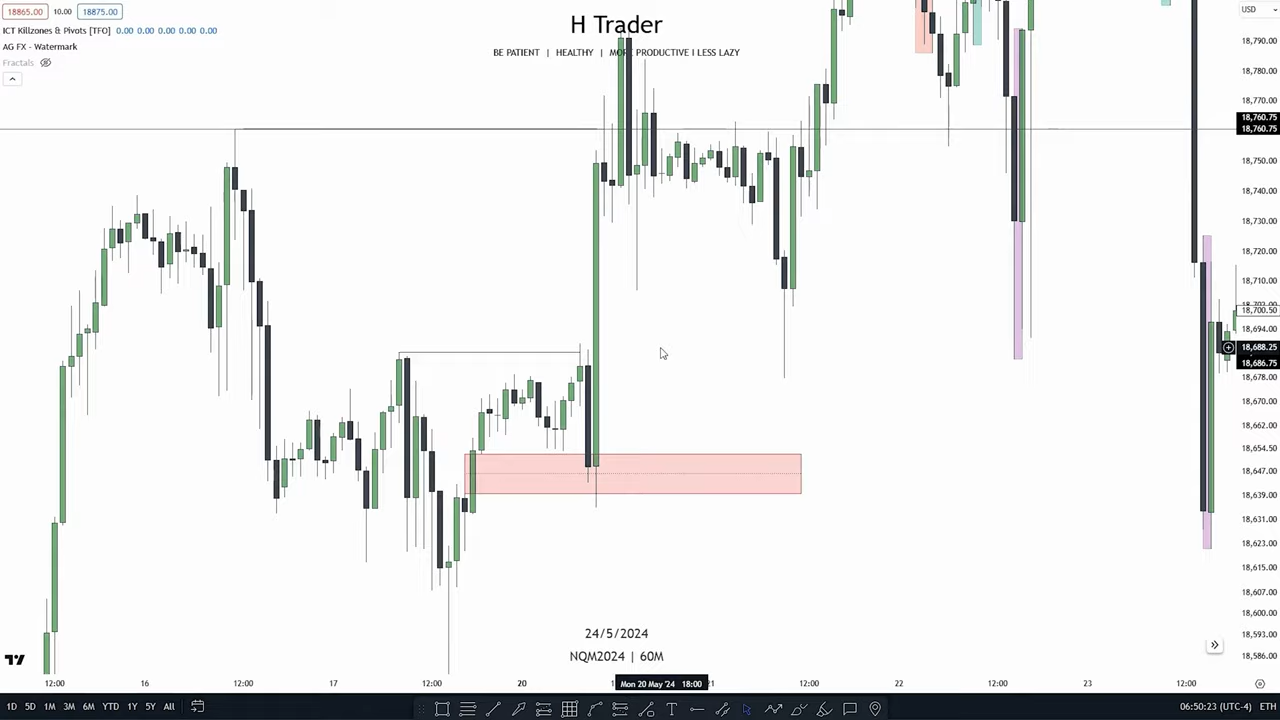 18865.00 10.00 18875.00
ICT Killzones & Pivots [TFO] 0.00 0.00 0.00 0.00 0.00
AG FX - Watermark
Fractals
H Trader
BE PATIENT | HEALTHY | MORE PRODUCTIVE I LESS LAZY
USD
18,790.00
18,780.00
18,770.00
18,760.75
18,760.75
18,750.00
18,740.00
18,730.00
18,720.00
18,710.00
18,700.50
18,694.00
18,688.25
18,686.75
18,678.00
18,670.00
18,662.00
18,654.50
18,647.00
18,639.00
18,631.00
18,623.00
18,615.00
18,607.00
18,600.00
18,593.00
18,586.00
24/5/2024
NQM2024 | 60M
12:00 16 12:00 17 12:00 20 Mon 20 May '24 18:00 21 12:00 22 12:00 23 12:00
1D 5D 1M 3M 6M YTD 1Y 5Y All
06:50:23 (UTC-4) ETH